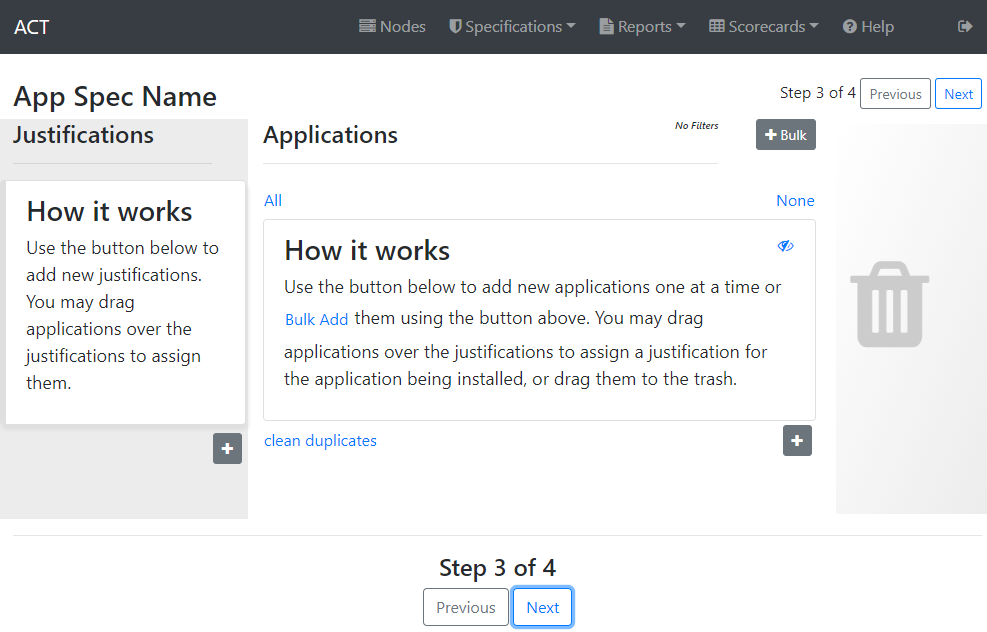 ACT Nodes Specifications Reports Scorecards Help
App Spec Name
Step 3 of 4 Previous Next
Justifications
Applications
No Filters
Bulk
How it works
Use the button below to
add new justifications.
You may drag
applications over the
justifications to assign
them.
All
None
How it works
Use the button below to add new applications one at a time or
Bulk Add them using the button above. You may drag
applications over the justifications to assign a justification for
the application being installed, or drag them to the trash.
clean duplicates
Step 3 of 4
Previous Next